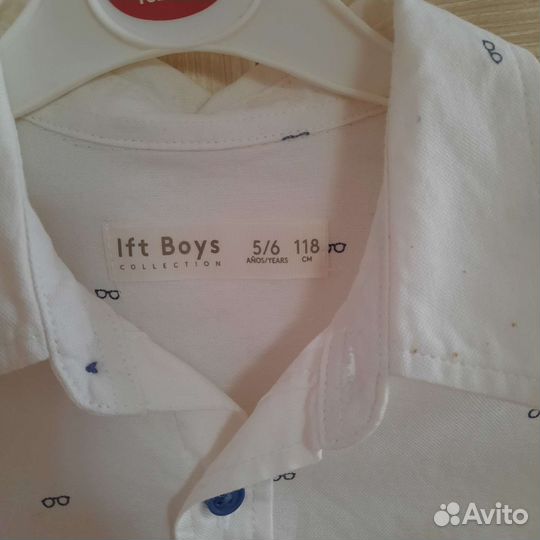 lft Boys
COLLECTION
5/6 118
AÑOS/YEARS CM
Avito